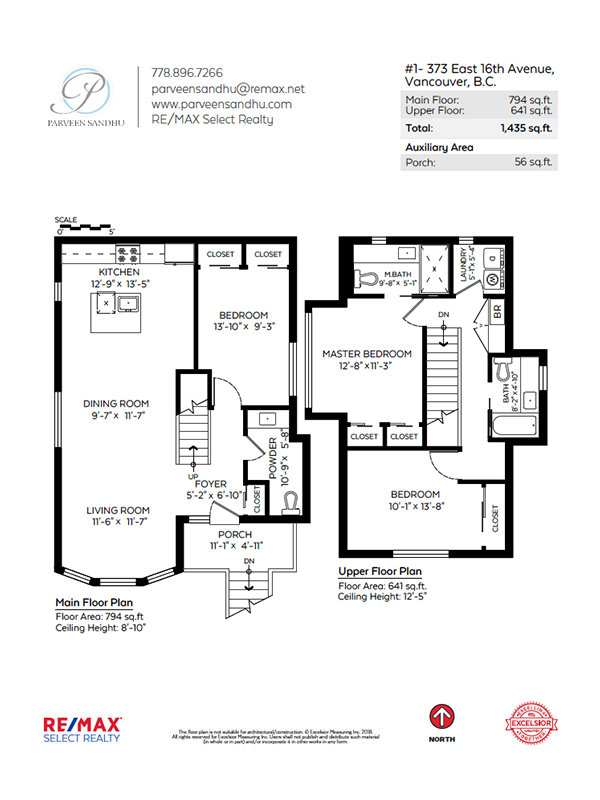 P
PARVEEN SANDHU
778.896.7266
parveensandhu@remax.net
www.parveensandhu.com
RE/MAX Select Realty
#1- 373 East 16th Avenue,
Vancouver, B.C.
Main Floor: 794 sq.ft.
Upper Floor: 641 sq.ft.
Total: 1,435 sq.ft.
Auxiliary Area
Porch: 56 sq.ft.
SCALE
0' 5'
KITCHEN
12'-9" x 13'-5"
CLOSET
CLOSET
BEDROOM
13'-10" x 9'-3"
DINING ROOM
9'-7" x 11'-7"
UP
FOYER
5'-2" x 6'-10"
POWDER
10'-9" x 5'-8"
CLOSET
LIVING ROOM
11'-6" x 11'-7"
PORCH
11'-1" x 4'-11"
DN
Main Floor Plan
Floor Area: 794 sq.ft
Ceiling Height: 8'-10"
M.BATH
9'-8" x 5'-1"
LAUNDRY
5'-1" x 5'-4"
D
W
DN
BR
MASTER BEDROOM
12'-8" x 11'-3"
BATH
8'-2" x 4'-10"
CLOSET
CLOSET
BEDROOM
10'-1" x 13'-8"
CLOSET
Upper Floor Plan
Floor Area: 641 sq.ft.
Ceiling Height: 12'-5"
RE/MAX
SELECT REALTY
The floor plan is not suitable for architectural/construction. © Excelsior Measuring Inc. 2018.
All rights reserved for Excelsior Measuring Inc. Users shall not publish and distribute such material
(in whole or in part) and/or incorporate it in other works in any form.
NORTH
EXCELSIOR